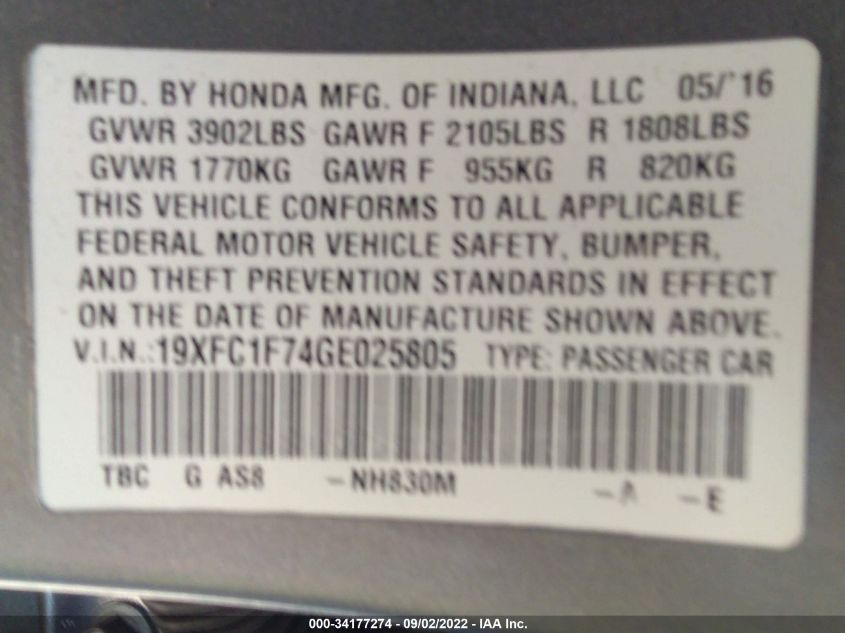 MFD. BY HONDA MFG. OF INDIANA, LLC 05/'16
GVWR 3902LBS GAWR F 2105LBS R 1808LBS
GVWR 1770KG GAWR F 955KG R 820KG
THIS VEHICLE CONFORMS TO ALL APPLICABLE
FEDERAL MOTOR VEHICLE SAFETY, BUMPER,
AND THEFT PREVENTION STANDARDS IN EFFECT
ON THE DATE OF MANUFACTURE SHOWN ABOVE.
V.I.N.:19XFC1F74GE025805 TYPE: PASSENGER CAR
TBC G AS8 -NH830M -A -E
000-34177274 - 09/02/2022 - IAA Inc.